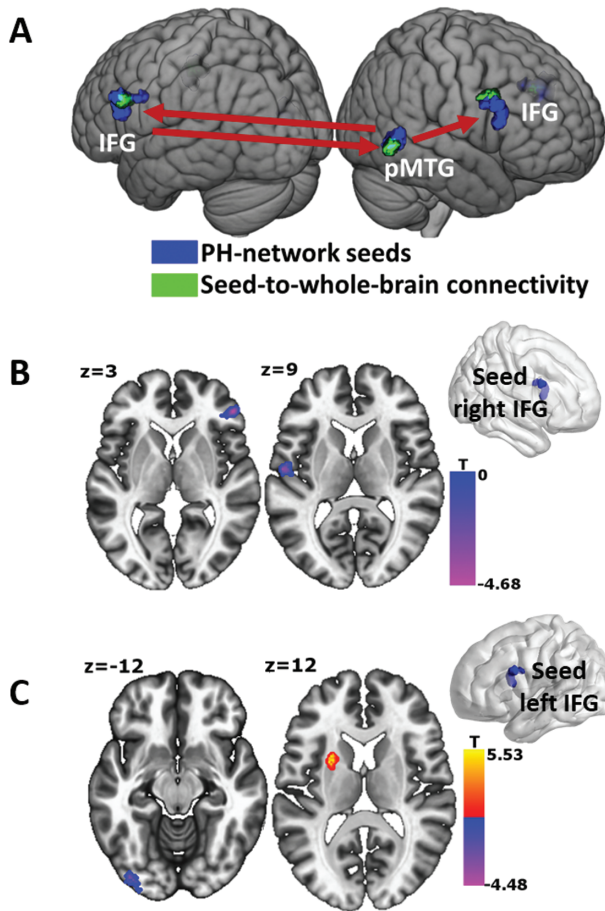 A
IFG
IFG
pMTG
PH-network seeds
Seed-to-whole-brain connectivity
B
z=3
z=9
Seed
right IFG
T
0
-4.68
C
z=-12
z=12
Seed
left IFG
T
5.53
-4.48